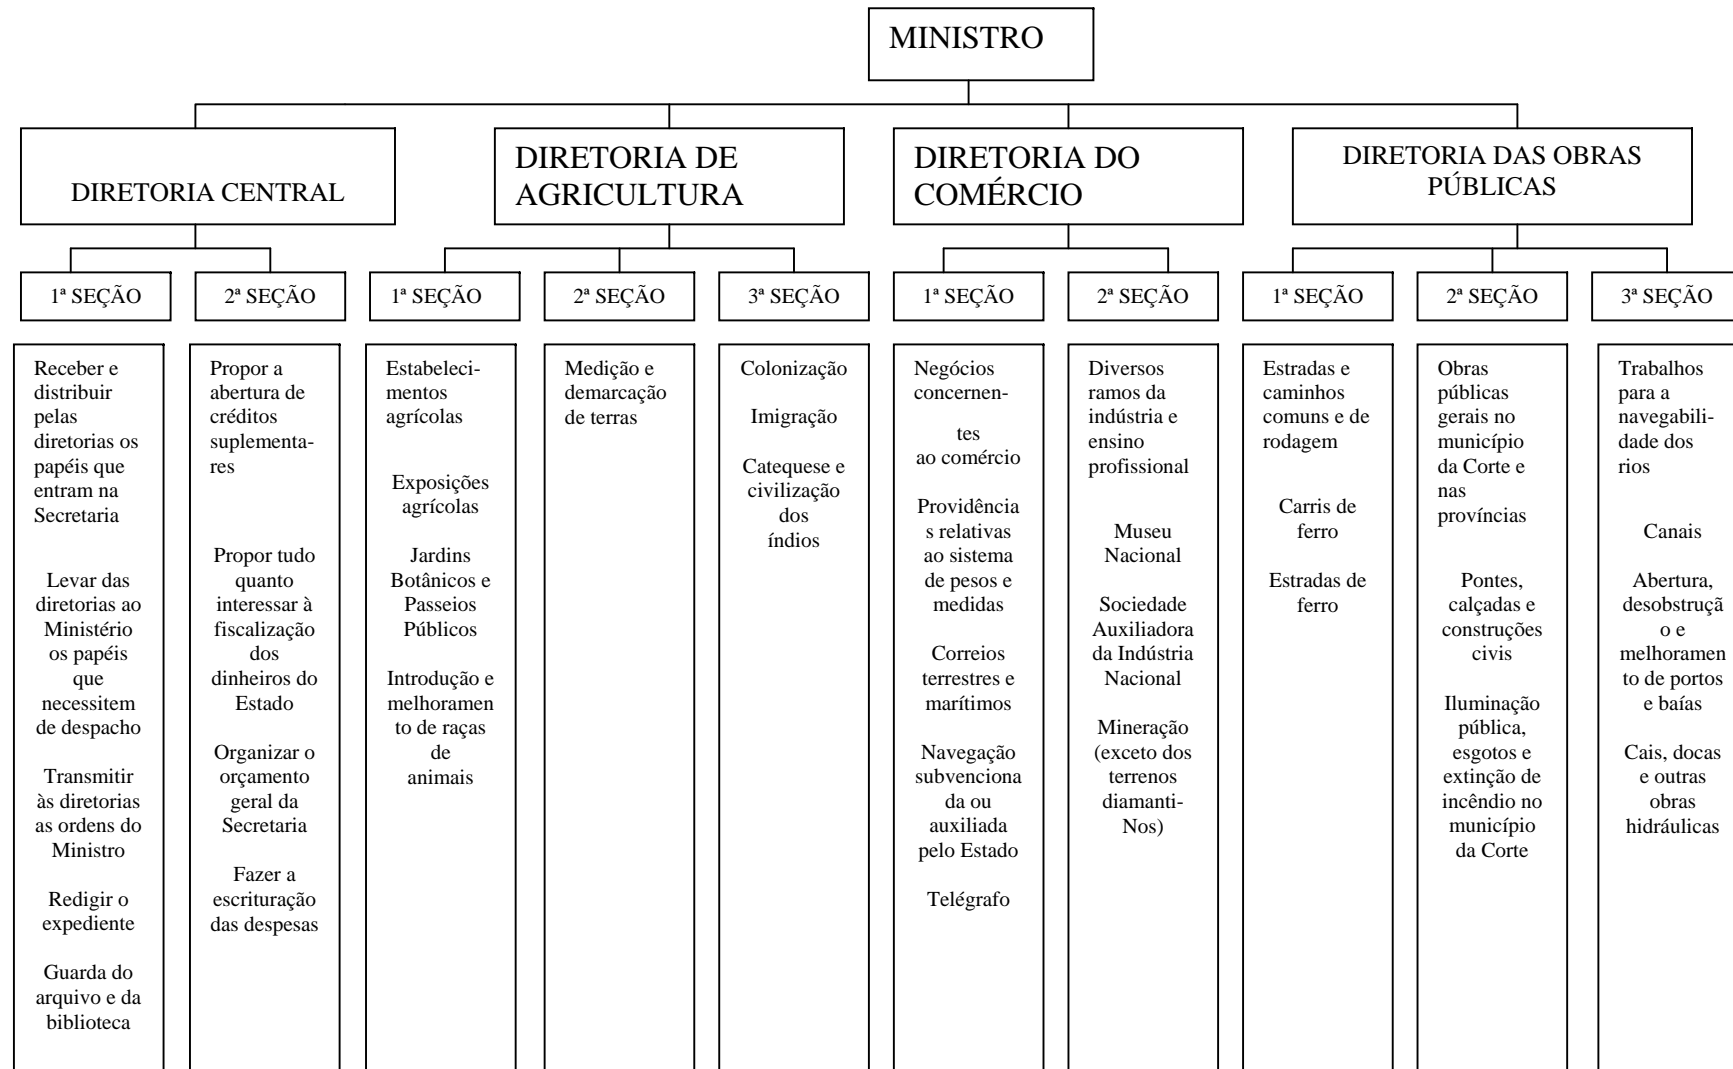 MINISTRO
DIRETORIA CENTRAL
DIRETORIA DE
AGRICULTURA
DIRETORIA DO
COMÉRCIO
DIRETORIA DAS OBRAS
PÚBLICAS
1ª SEÇÃO
2ª SEÇÃO
1ª SEÇÃO
2ª SEÇÃO
3ª SEÇÃO
1ª SEÇÃO
2ª SEÇÃO
1ª SEÇÃO
2ª SEÇÃO
3ª SEÇÃO
Receber e
distribuir
pelas
diretorias os
papéis que
entram na
Secretaria
Levar das
diretorias ao
Ministério
os papéis
que
necessitem
de despacho
Transmitir
às diretorias
as ordens do
Ministro
Redigir o
expediente
Guarda do
arquivo e da
biblioteca
Propor a
abertura de
créditos
suplementa-
res
Propor tudo
quanto
interessar à
fiscalização
dos
dinheiros do
Estado
Organizar o
orçamento
geral da
Secretaria
Fazer a
escrituração
das despesas
Estabeleci-
mentos
agrícolas
Exposições
agrícolas
Jardins
Botânicos e
Passeios
Públicos
Introdução e
melhoramen
to de raças
de
animais
Medição e
demarcação
de terras
Colonização
Imigração
Catequese e
civilização
dos
índios
Negócios
concernen-
tes
ao comércio
Providência
s relativas
ao sistema
de pesos e
medidas
Correios
terrestres e
marítimos
Navegação
subvenciona
da ou
auxiliada
pelo Estado
Telégrafo
Diversos
ramos da
indústria e
ensino
profissional
Museu
Nacional
Sociedade
Auxiliadora
da Indústria
Nacional
Mineração
(exceto dos
terrenos
diamanti-
Nos)
Estradas e
caminhos
comuns e de
rodagem
Carris de
ferro
Estradas de
ferro
Obras
públicas
gerais no
município
da Corte e
nas
províncias
Pontes,
calçadas e
construções
civis
Iluminação
pública,
esgotos e
extinção de
incêndio no
município
da Corte
Trabalhos
para a
navegabili-
dade dos
rios
Canais
Abertura,
desobstruçã
o e
melhoramen
to de portos
e baías
Cais, docas
e outras
obras
hidráulicas